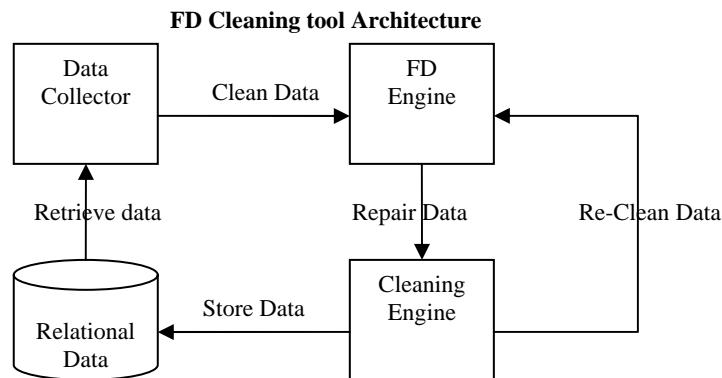 FD Cleaning tool Architecture
Data
Collector
Clean Data
FD
Engine
Retrieve data
Repair Data
Re-Clean Data
Relational
Data
Store Data
Cleaning
Engine